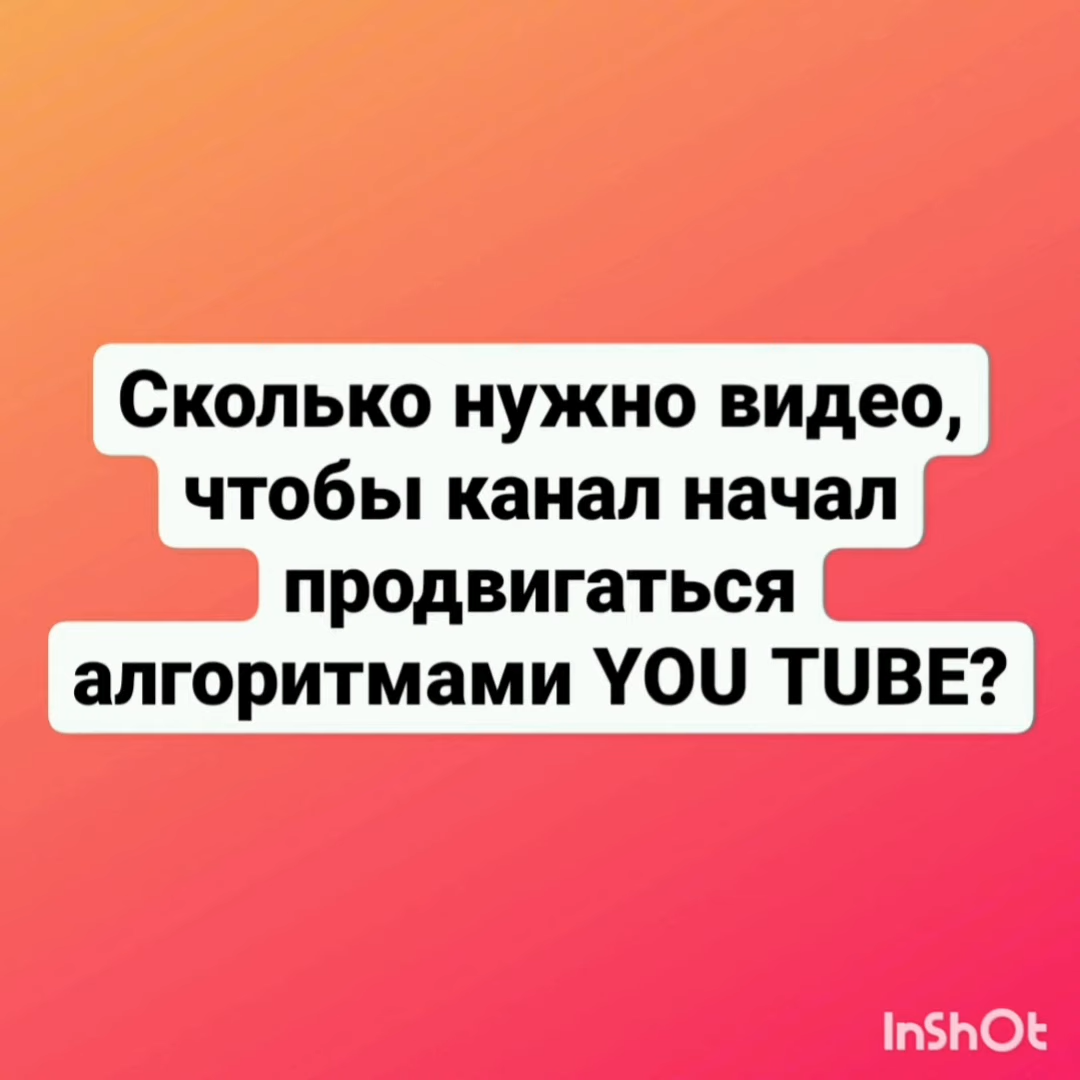 Сколько нужно видео,
чтобы канал начал
продвигаться
алгоритмами YOU TUBE?
InShOt